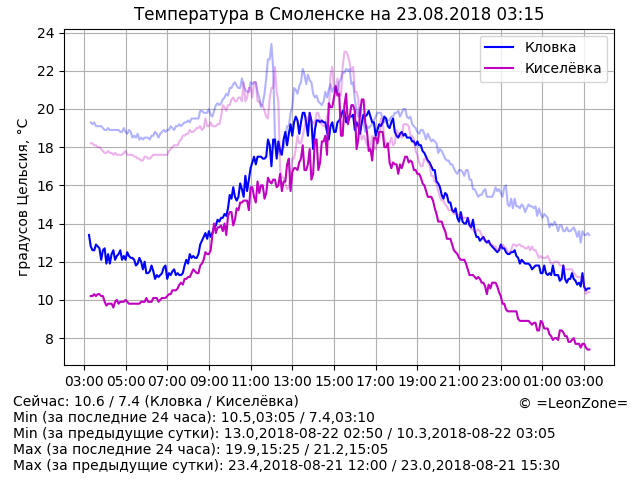 Температура в Смоленске на 23.08.2018 03:15
градусов Цельсия, °C
24
22
20
18
16
14
12
10
8
Кловка
Киселёвка
03:00 05:00 07:00 09:00 11:00 13:00 15:00 17:00 19:00 21:00 23:00 01:00 03:00
Сейчас: 10.6 / 7.4 (Кловка / Киселёвка)
© =LeonZone=
Min (за последние 24 часа): 10.5,03:05 / 7.4,03:10
Min (за предыдущие сутки): 13.0,2018-08-22 02:50 / 10.3,2018-08-22 03:05
Max (за последние 24 часа): 19.9,15:25 / 21.2,15:05
Max (за предыдущие сутки): 23.4,2018-08-21 12:00 / 23.0,2018-08-21 15:30